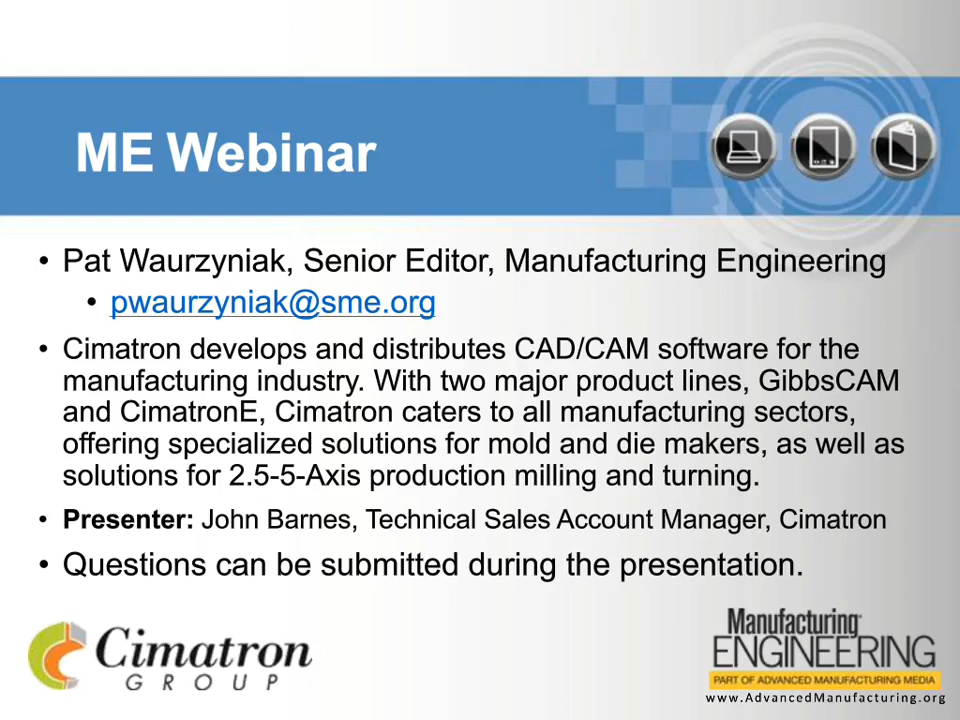 ME Webinar
• Pat Waurzyniak, Senior Editor, Manufacturing Engineering
• pwaurzyniak@sme.org
• Cimatron develops and distributes CAD/CAM software for the
manufacturing industry. With two major product lines, GibbsCAM
and CimatronE, Cimatron caters to all manufacturing sectors,
offering specialized solutions for mold and die makers, as well as
solutions for 2.5-5-Axis production milling and turning.
• Presenter: John Barnes, Technical Sales Account Manager, Cimatron
• Questions can be submitted during the presentation.
Cimatron
GROUP
Manufacturing
ENGINEERING
PART OF ADVANCED MANUFACTURING MEDIA
www.AdvancedManufacturing.org